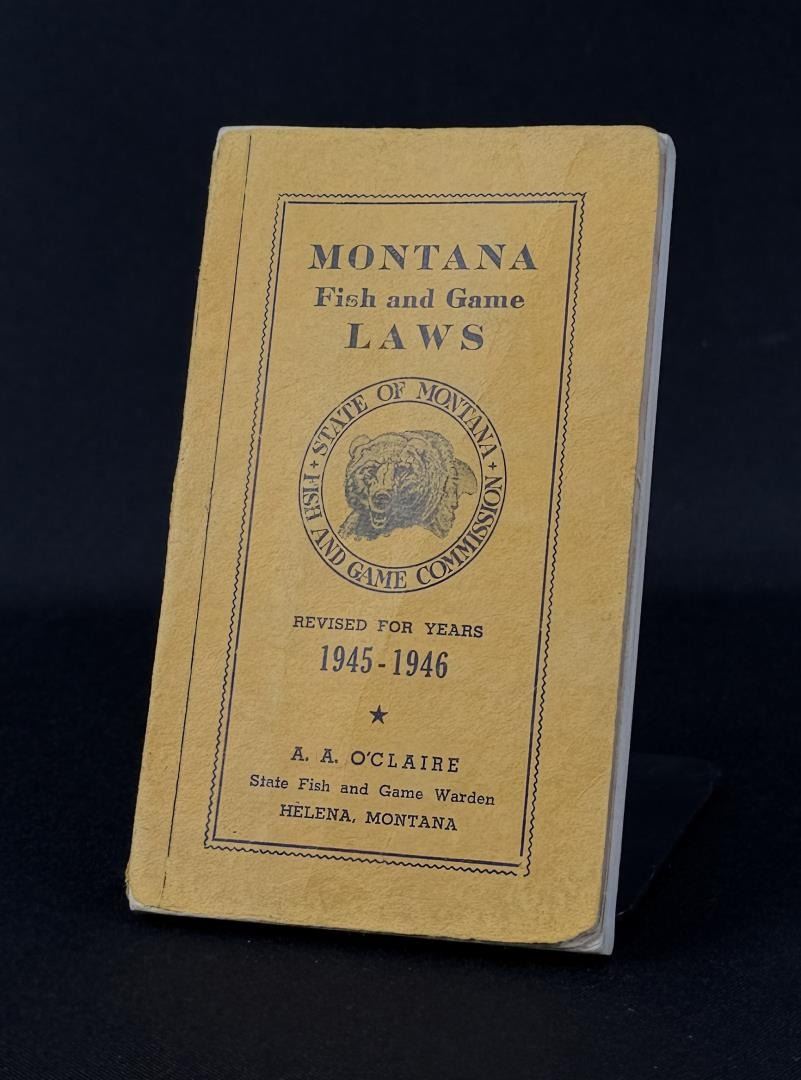 MONTANA
Fish and Game
LAWS
STATE OF MONTANA
FISH AND GAME COMMISSION
REVISED FOR YEARS
1945-1946
A. A. O'CLAIRE
State Fish and Game Warden
HELENA, MONTANA